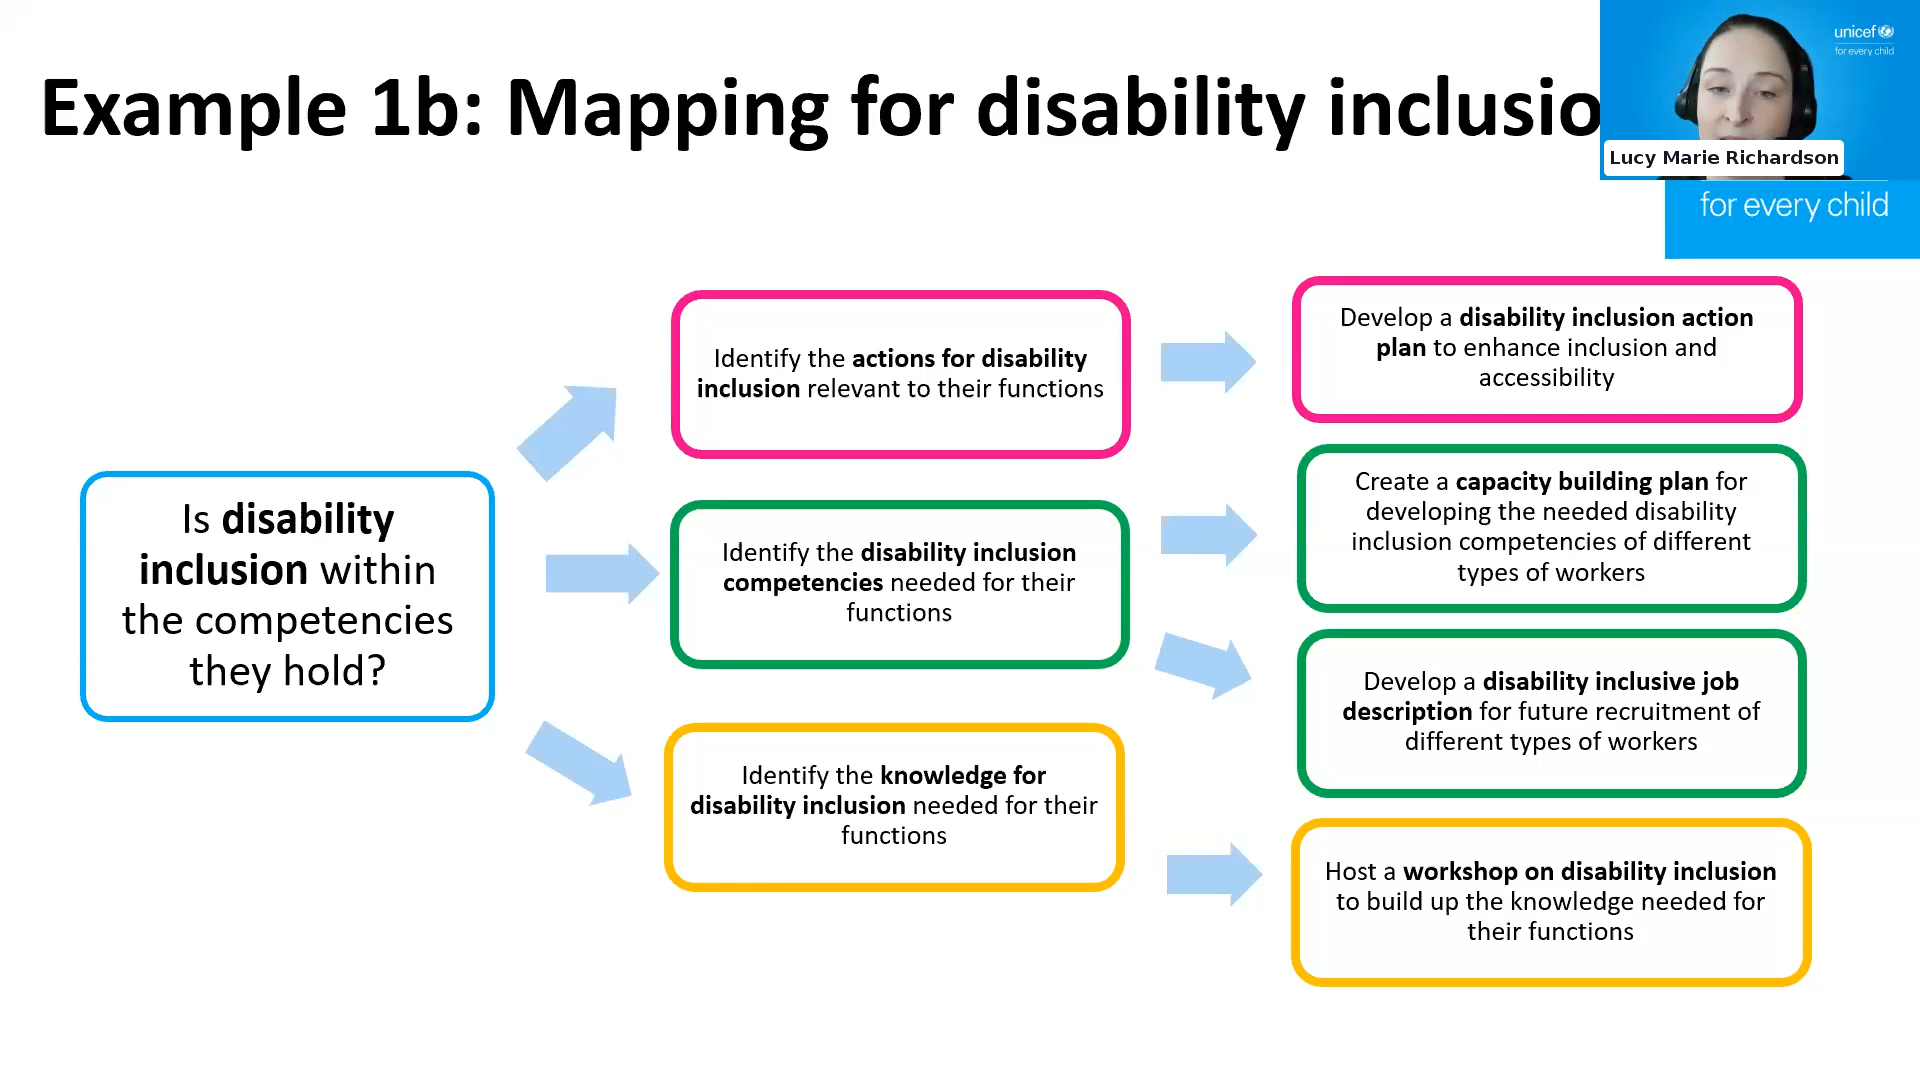 Example 1b: Mapping for disability inclusio
unicef
for every child
Lucy Marie Richardson
for every child
Is disability
inclusion within
the competencies
they hold?
Identify the actions for disability
inclusion relevant to their functions
Identify the disability inclusion
competencies needed for their
functions
Identify the knowledge for
disability inclusion needed for their
functions
Develop a disability inclusion action
plan to enhance inclusion and
accessibility
Create a capacity building plan for
developing the needed disability
inclusion competencies of different
types of workers
Develop a disability inclusive job
description for future recruitment of
different types of workers
Host a workshop on disability inclusion
to build up the knowledge needed for
their functions